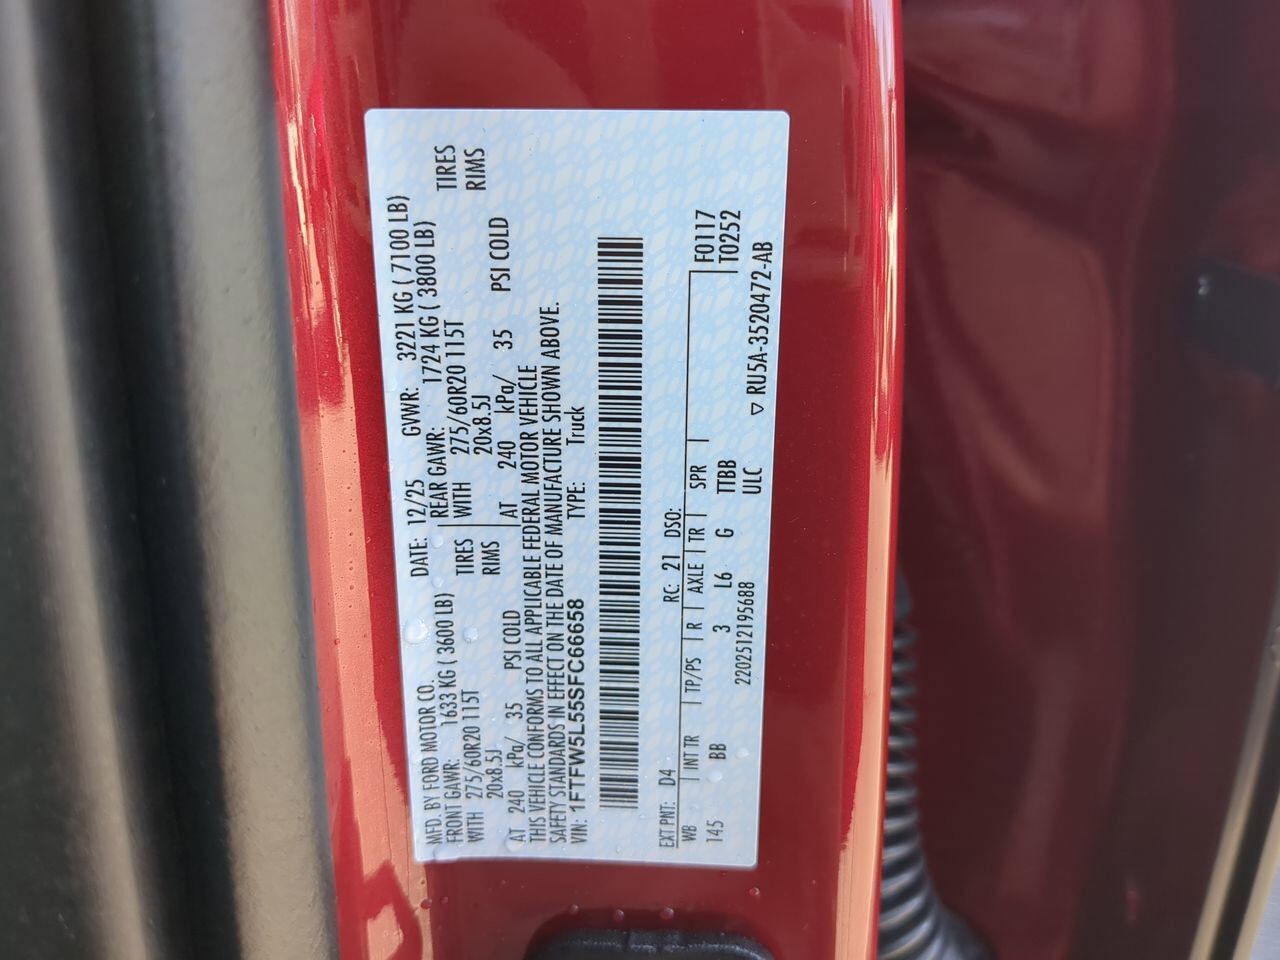 MFD. BY FORD MOTOR CO. DATE: 12/25 GVWR: 3221 KG ( 7100 LB)
FRONT GAWR: 1633 KG ( 3600 LB) REAR GAWR: 1724 KG ( 3800 LB)
WITH 275/60R20 115T TIRES WITH 275/60R20 115T TIRES
20x8.5J RIMS 20x8.5J RIMS
AT 240 kPa/ 35 PSI COLD AT 240 kPa/ 35 PSI COLD
THIS VEHICLE CONFORMS TO ALL APPLICABLE FEDERAL MOTOR VEHICLE
SAFETY STANDARDS IN EFFECT ON THE DATE OF MANUFACTURE SHOWN ABOVE.
VIN: 1FTFW5L55SFC66658 TYPE: Truck
EXT PNT: D4 RC: 21 DSO: F0117
WB INT TR TP/PS R AXLE TR SPR T0252
145 BB 3 L6 G TTBB
2202512195688 ULC ▽ RU5A-3520472-AB